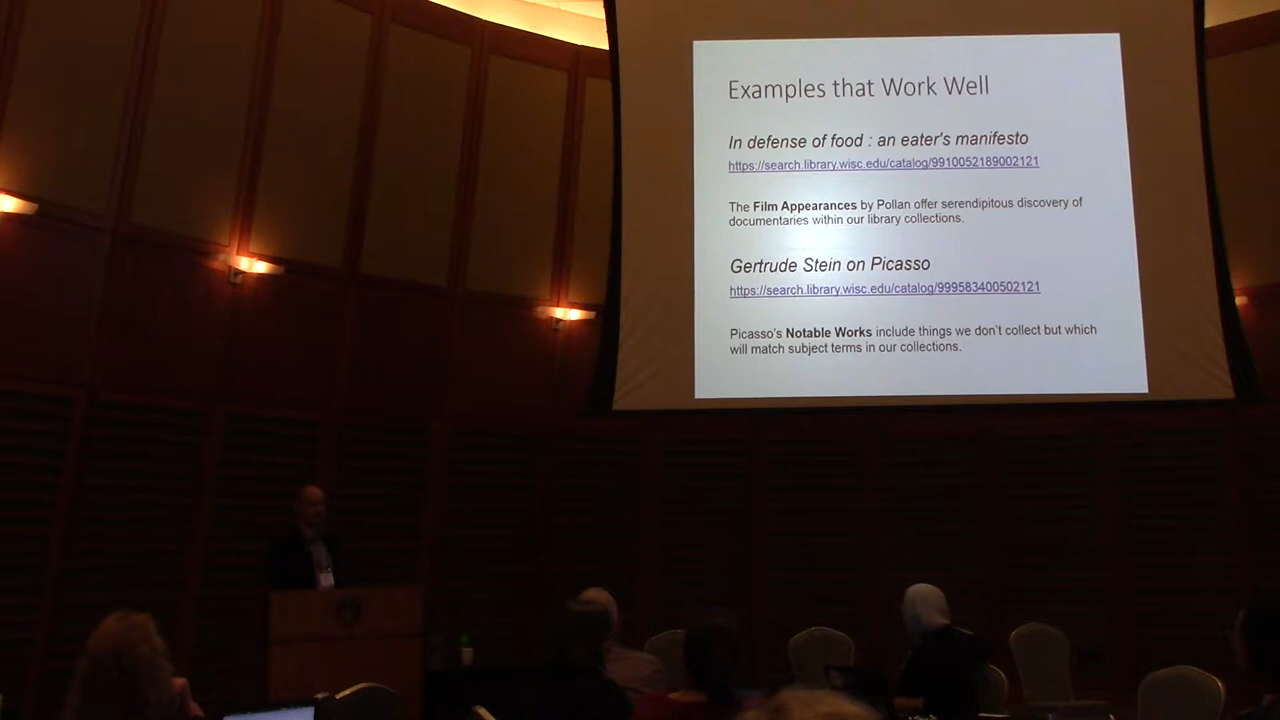 Examples that Work Well
In defense of food : an eater's manifesto
https://search.library.wisc.edu/catalog/9910052189002121
The Film Appearances by Pollan offer serendipitous discovery of
documentaries within our library collections.
Gertrude Stein on Picasso
https://search.library.wisc.edu/catalog/999583400502121
Picasso's Notable Works include things we don't collect but which
will match subject terms in our collections.